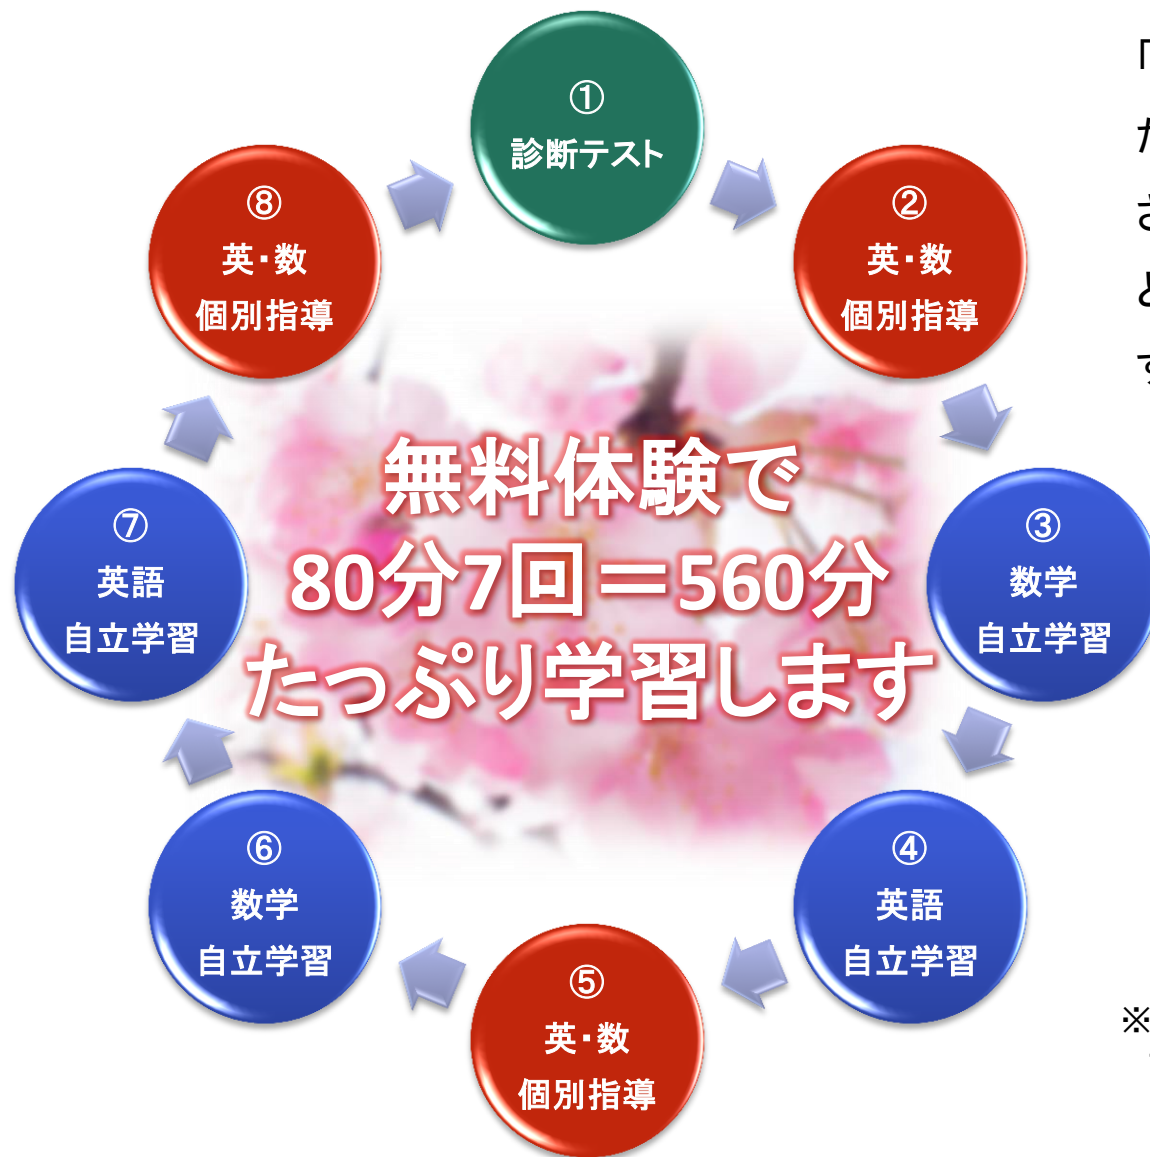 ①
診断テスト
②
英・数
個別指導
③
数学
自立学習
④
英語
自立学習
⑤
英・数
個別指導
⑥
数学
自立学習
⑦
英語
自立学習
⑧
英・数
個別指導
無料体験で
80分7回＝560分
たっぷり学習します
「
さ
と
す
※